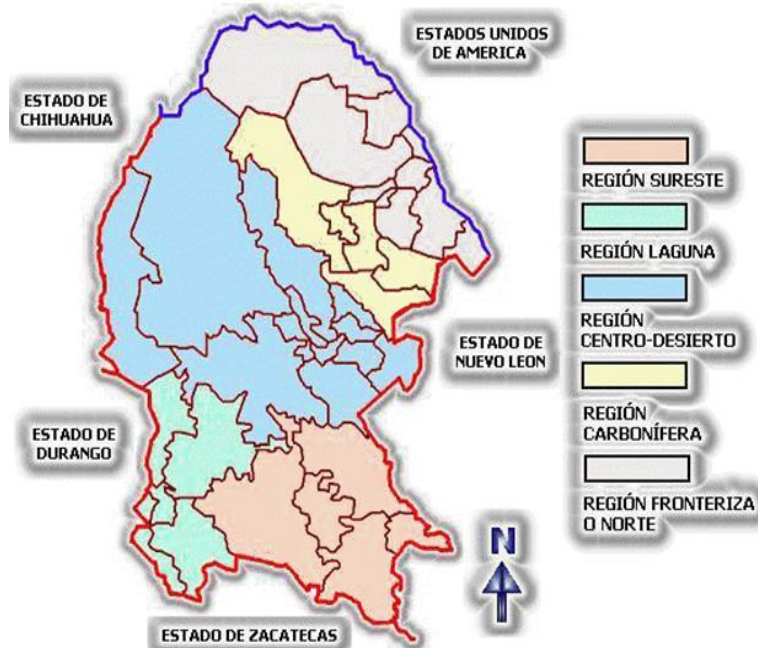 ESTADOS UNIDOS
DE AMERICA
ESTADO DE
CHIHUAHUA
REGIÓN SURESTE
REGIÓN LAGUNA
REGIÓN
CENTRO-DESIERTO
ESTADO DE
NUEVO LEON
REGIÓN
CARBONÍFERA
ESTADO DE
DURANGO
REGIÓN FRONTERIZA
O NORTE
N
ESTADO DE ZACATECAS